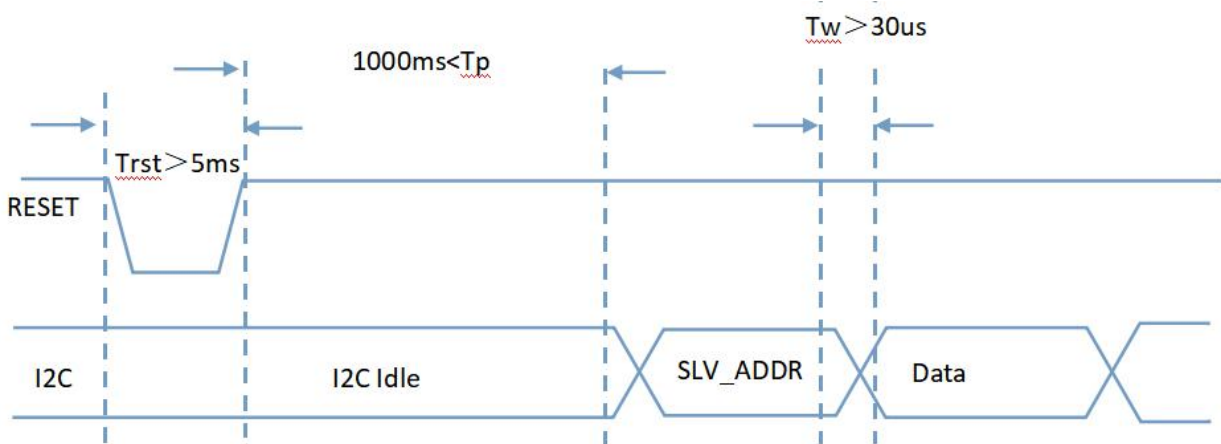 Tw＞30us
1000ms<Tp
Trst＞5ms
RESET
I2C
I2C Idle
SLV_ADDR
Data